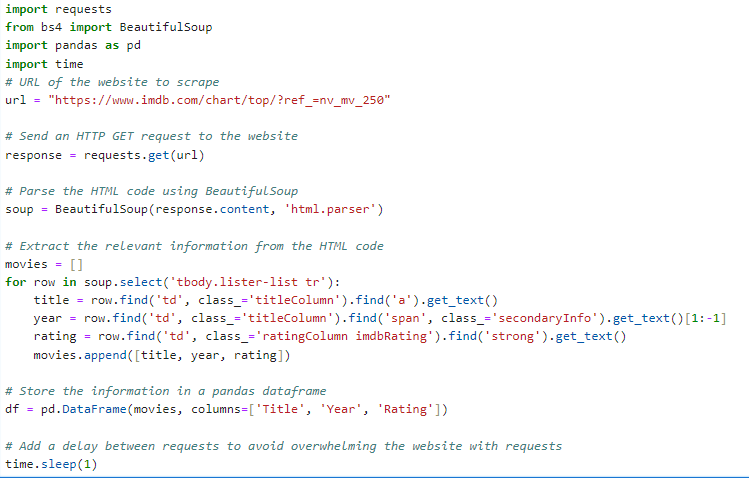 import requests
from bs4 import BeautifulSoup
import pandas as pd
import time
# URL of the website to scrape
url = "https://www.imdb.com/chart/top/?ref_=nv_mv_250"

# Send an HTTP GET request to the website
response = requests.get(url)

# Parse the HTML code using BeautifulSoup
soup = BeautifulSoup(response.content, 'html.parser')

# Extract the relevant information from the HTML code
movies = []
for row in soup.select('tbody.lister-list tr'):
    title = row.find('td', class_='titleColumn').find('a').get_text()
    year = row.find('td', class_='titleColumn').find('span', class_='secondaryInfo').get_text()[1:-1]
    rating = row.find('td', class_='ratingColumn imdbRating').find('strong').get_text()
    movies.append([title, year, rating])

# Store the information in a pandas dataframe
df = pd.DataFrame(movies, columns=['Title', 'Year', 'Rating'])

# Add a delay between requests to avoid overwhelming the website with requests
time.sleep(1)